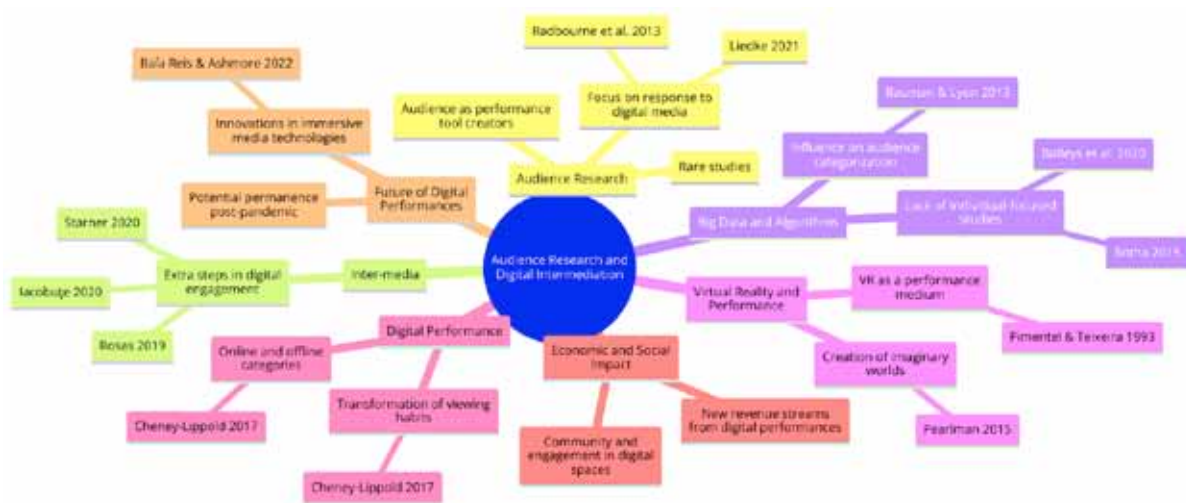 Radbourne et al. 2013
Liedke 2021
Focus on response to
digital media
Audience as performance
tool creators
Audience Research
Rare studies
Reis & Ashmore 2022
Innovations in immersive
media technologies
Potential permanence
post-pandemic
Future of Digital
Performances
Bauman & Lyon 2013
Influence on audience
categorization
et al. 2020
Lack of individual-focused
studies
2015
Big Data and Algorithms
Audience Research and
Digital Intermediation
Starner 2020
Extra steps in digital
engagement
Inter-media
2020
2019
Virtual Reality and
Performance
VR as a performance
medium
Pimentel & Teixeira 1993
Creation of imaginary
worlds
Pearlman 2015
Digital Performance
Online and offline
categories
Cheney-Lippold 2017
Transformation of viewing
habits
Cheney-Lippold 2017
Economic and Social
Impact
New revenue streams
from digital performances
Community and
engagement in digital
spaces